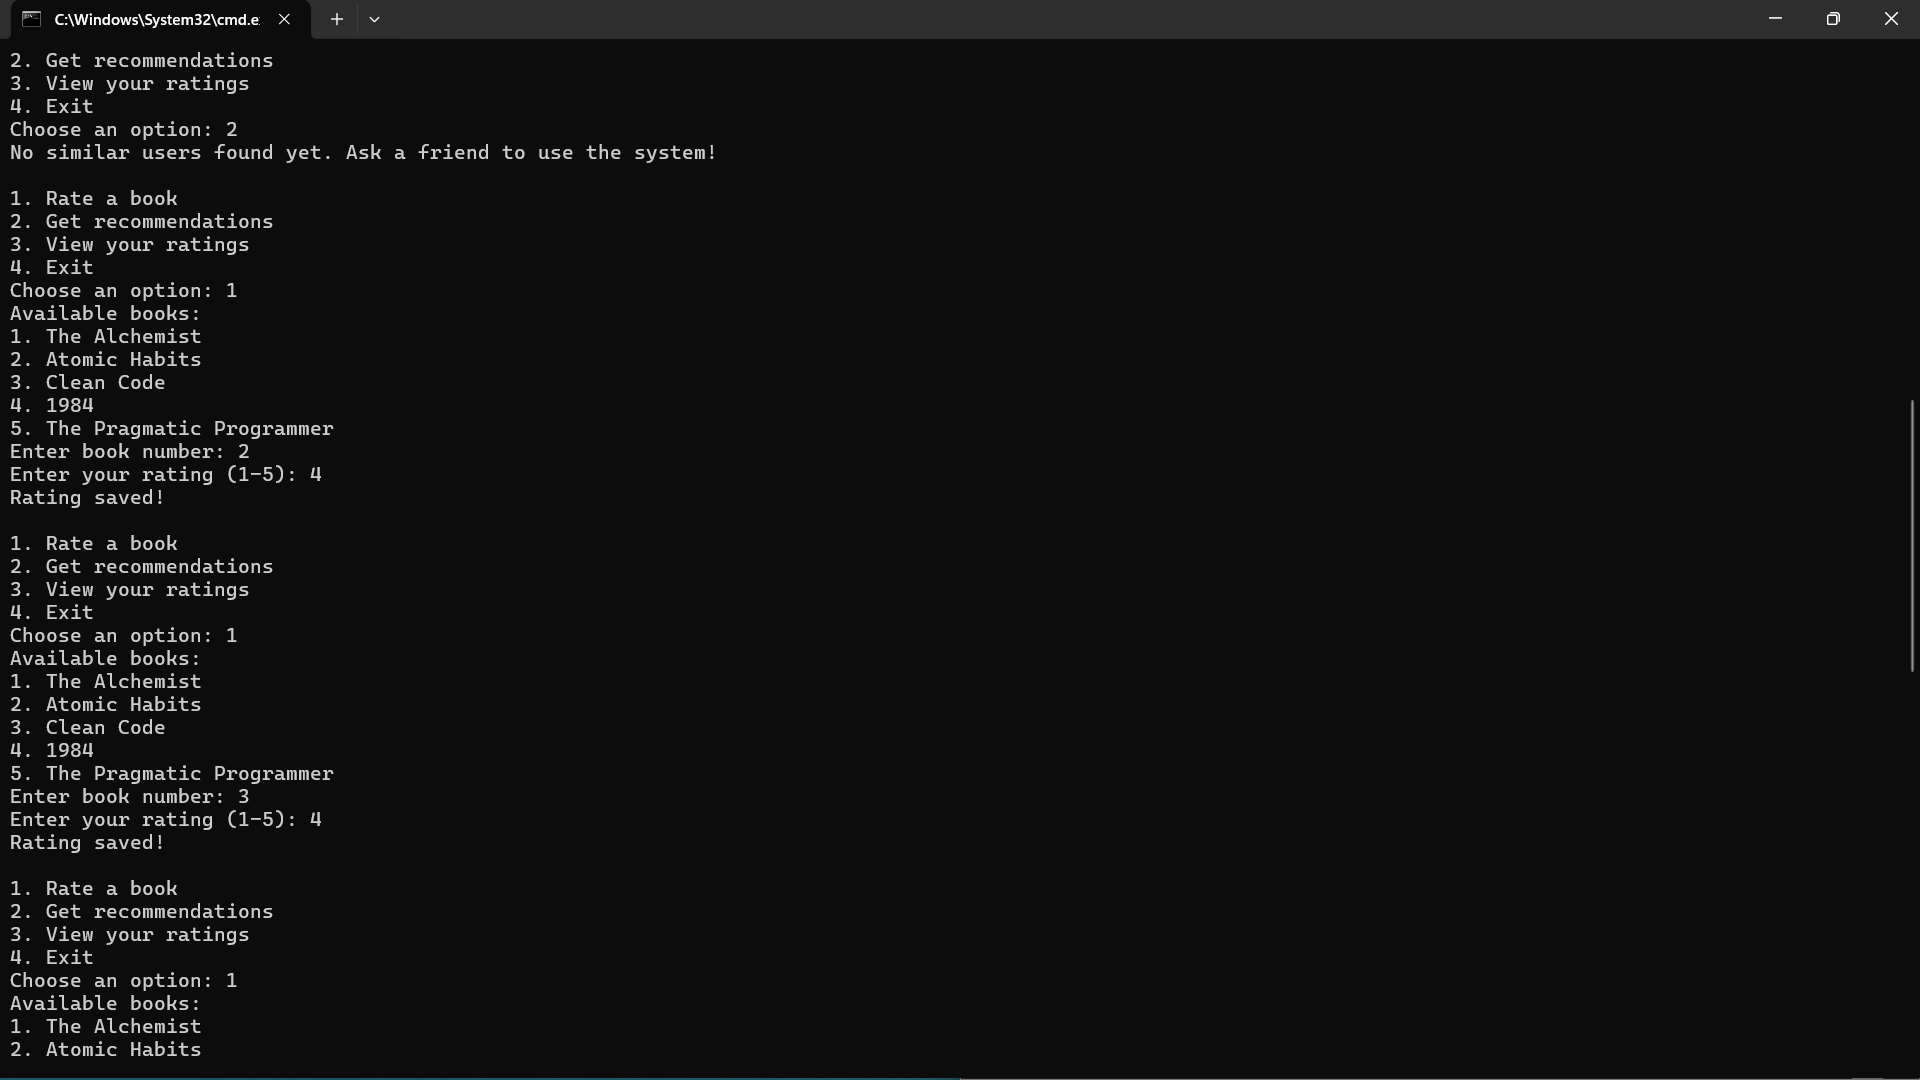 C:\Windows\System32\cmd.e
2. Get recommendations
3. View your ratings
4. Exit
Choose an option: 2
No similar users found yet. Ask a friend to use the system!
1. Rate a book
2. Get recommendations
3. View your ratings
4. Exit
Choose an option: 1
Available books:
1. The Alchemist
2. Atomic Habits
3. Clean Code
4. 1984
5. The Pragmatic Programmer
Enter book number: 2
Enter your rating (1-5): 4
Rating saved!
1. Rate a book
2. Get recommendations
3. View your ratings
4. Exit
Choose an option: 1
Available books:
1. The Alchemist
2. Atomic Habits
3. Clean Code
4. 1984
5. The Pragmatic Programmer
Enter book number: 3
Enter your rating (1-5): 4
Rating saved!
1. Rate a book
2. Get recommendations
3. View your ratings
4. Exit
Choose an option: 1
Available books:
1. The Alchemist
2. Atomic Habits